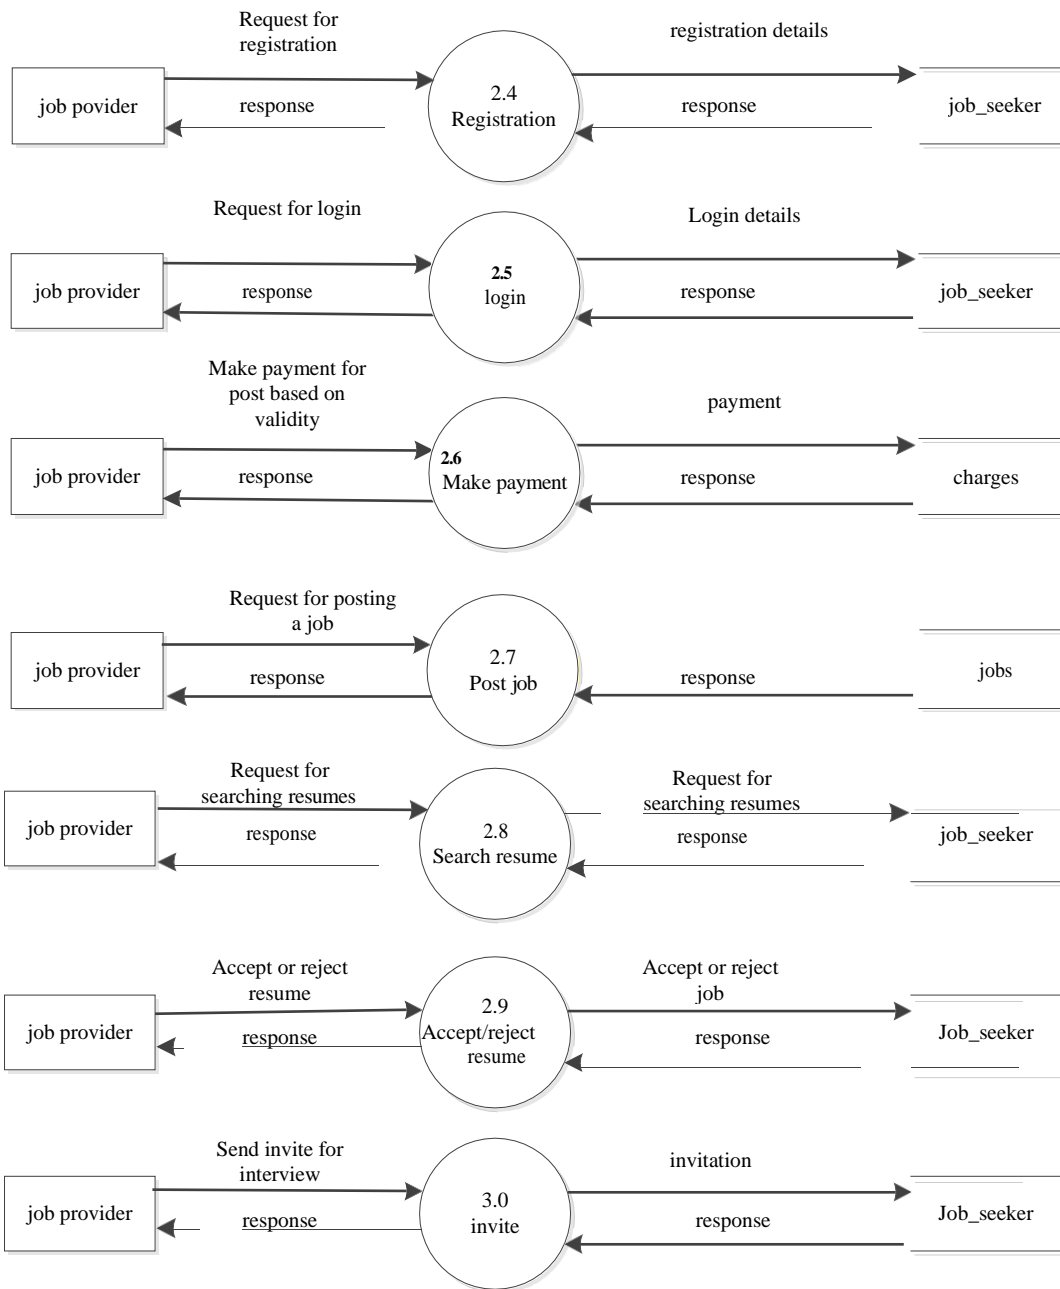 Request for
registration
registration details
job povider
response
2.4
Registration
response
job_seeker
Request for login
Login details
job provider
response
2.5
login
response
job_seeker
Make payment for
post based on
validity
payment
job provider
response
2.6
Make payment
response
charges
Request for posting
a job
job provider
response
2.7
Post job
response
jobs
Request for
searching resumes
Request for
searching resumes
job provider
response
2.8
Search resume
response
job_seeker
Accept or reject
resume
Accept or reject
job
job provider
response
2.9
Accept/reject
resume
response
Job_seeker
Send invite for
interview
invitation
job provider
response
3.0
invite
response
Job_seeker